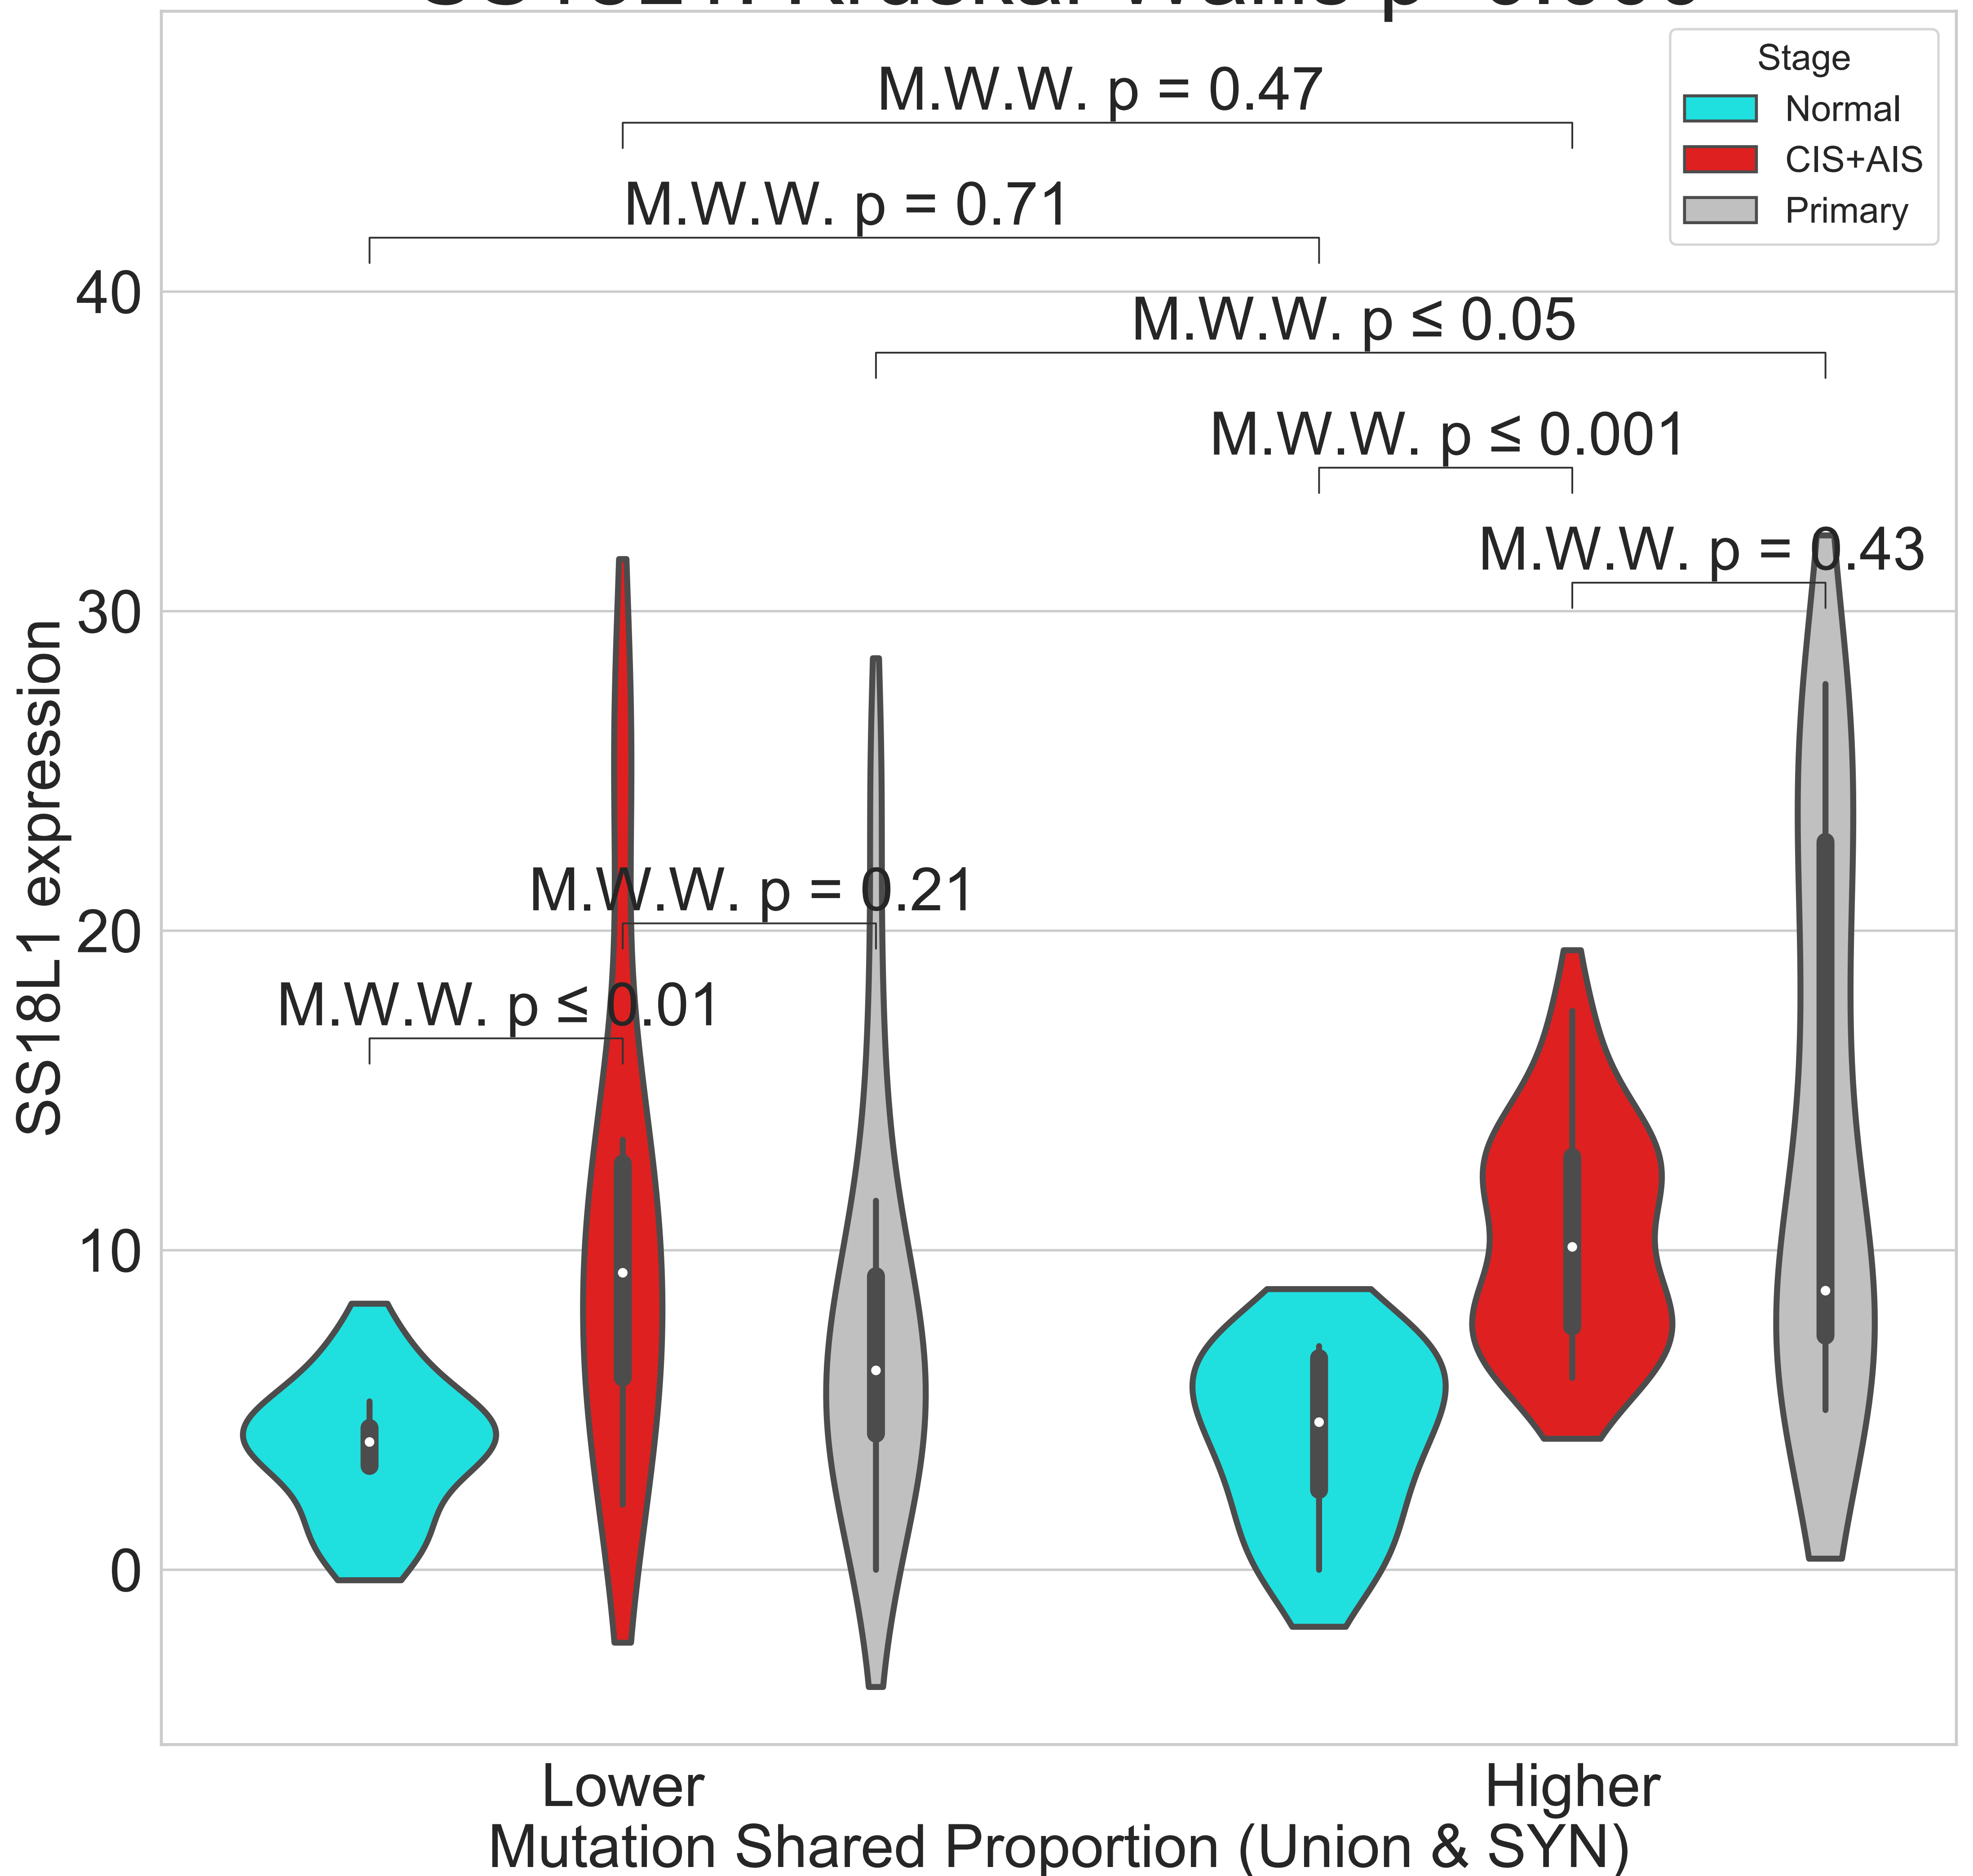 Stage
Normal
CIS+AIS
Primary
M.W.W. p = 0.47
M.W.W. p = 0.71
M.W.W. p ≤ 0.05
M.W.W. p ≤ 0.001
M.W.W. p = 0.43
M.W.W. p = 0.21
M.W.W. p ≤ 0.01
40
30
20
10
0
SS18L1 expression
Lower
Higher
Mutation Shared Proportion (Union & SYN)